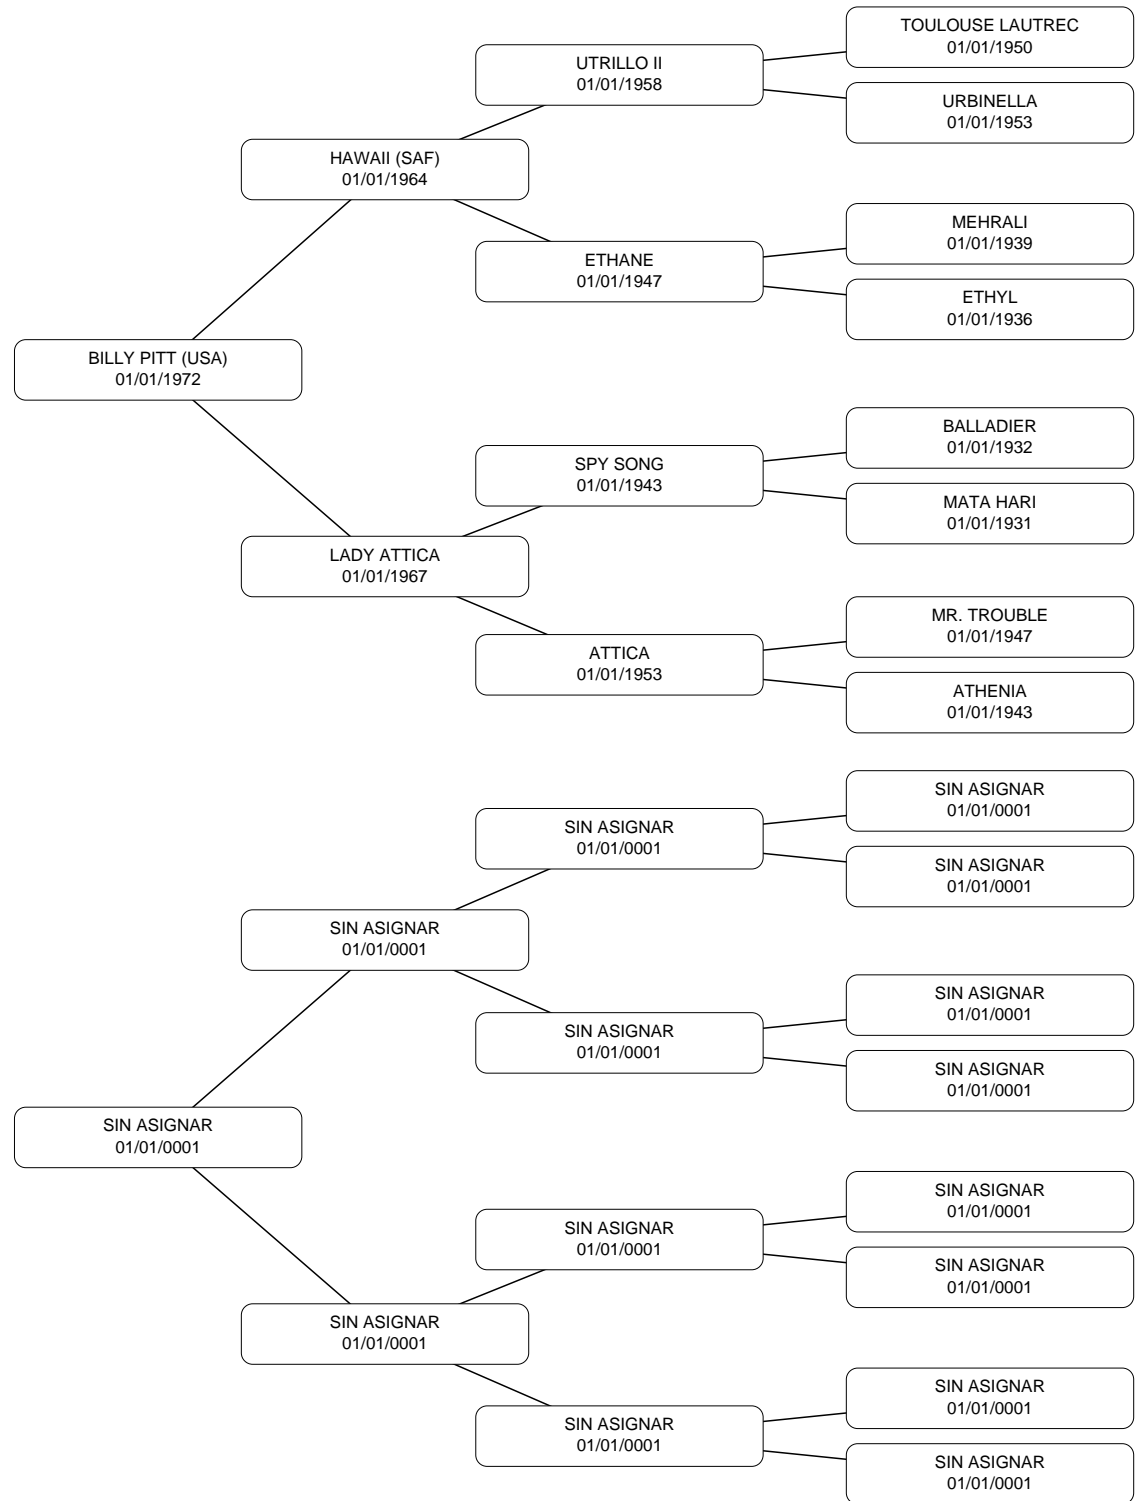 TOULOUSE LAUTREC
01/01/1950
UTRILLO II
01/01/1958
URBINELLA
01/01/1953
HAWAII (SAF)
01/01/1964
MEHRALI
01/01/1939
ETHANE
01/01/1947
ETHYL
01/01/1936
BILLY PITT (USA)
01/01/1972
BALLADIER
01/01/1932
SPY SONG
01/01/1943
MATA HARI
01/01/1931
LADY ATTICA
01/01/1967
MR. TROUBLE
01/01/1947
ATTICA
01/01/1953
ATHENIA
01/01/1943
SIN ASIGNAR
01/01/0001
SIN ASIGNAR
01/01/0001
SIN ASIGNAR
01/01/0001
SIN ASIGNAR
01/01/0001
SIN ASIGNAR
01/01/0001
SIN ASIGNAR
01/01/0001
SIN ASIGNAR
01/01/0001
SIN ASIGNAR
01/01/0001
SIN ASIGNAR
01/01/0001
SIN ASIGNAR
01/01/0001
SIN ASIGNAR
01/01/0001
SIN ASIGNAR
01/01/0001
SIN ASIGNAR
01/01/0001
SIN ASIGNAR
01/01/0001
SIN ASIGNAR
01/01/0001